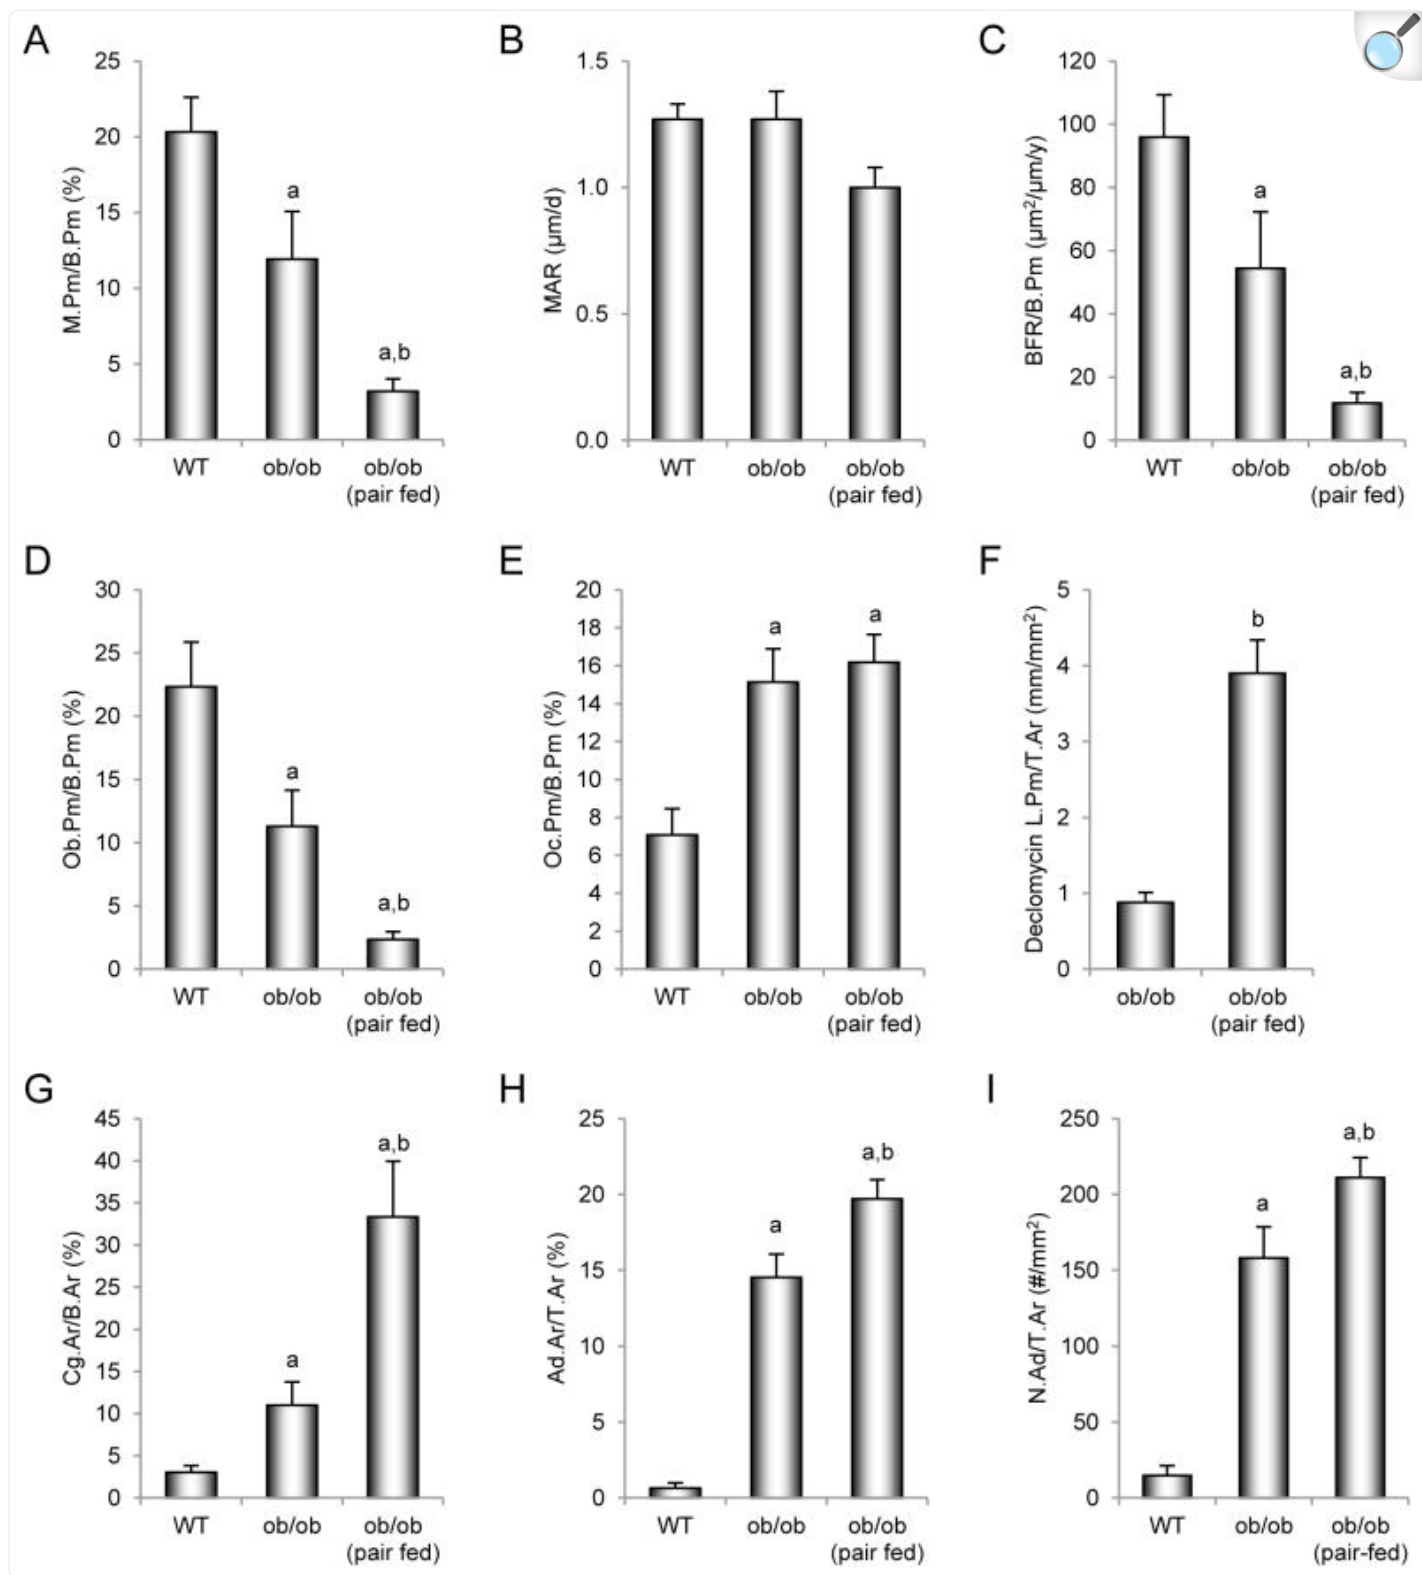 A
M.Pm/B.Pm (%)
25
20
15
10
5
0
a
a,b
WT
ob/ob
ob/ob
(pair fed)
B
MAR (µm/d)
1.5
1.0
0.5
0.0
WT
ob/ob
ob/ob
(pair fed)
C
BFR/B.Pm (µm²/µm/y)
120
100
80
60
40
20
0
a
a,b
WT
ob/ob
ob/ob
(pair fed)
D
Ob.Pm/B.Pm (%)
30
25
20
15
10
5
0
a
a,b
WT
ob/ob
ob/ob
(pair fed)
E
Oc.Pm/B.Pm (%)
20
18
16
14
12
10
8
6
4
2
0
a
a
WT
ob/ob
ob/ob
(pair fed)
F
Declomycin L.Pm/T.Ar (mm/mm²)
5
4
3
2
1
0
b
ob/ob
ob/ob
(pair fed)
G
Cg.Ar/B.Ar (%)
45
40
35
30
25
20
15
10
5
0
a
a,b
WT
ob/ob
ob/ob
(pair fed)
H
Ad.Ar/T.Ar (%)
25
20
15
10
5
0
a
a,b
WT
ob/ob
ob/ob
(pair fed)
I
N.Ad/T.Ar (#/mm²)
250
200
150
100
50
0
a
a,b
WT
ob/ob
ob/ob
(pair-fed)